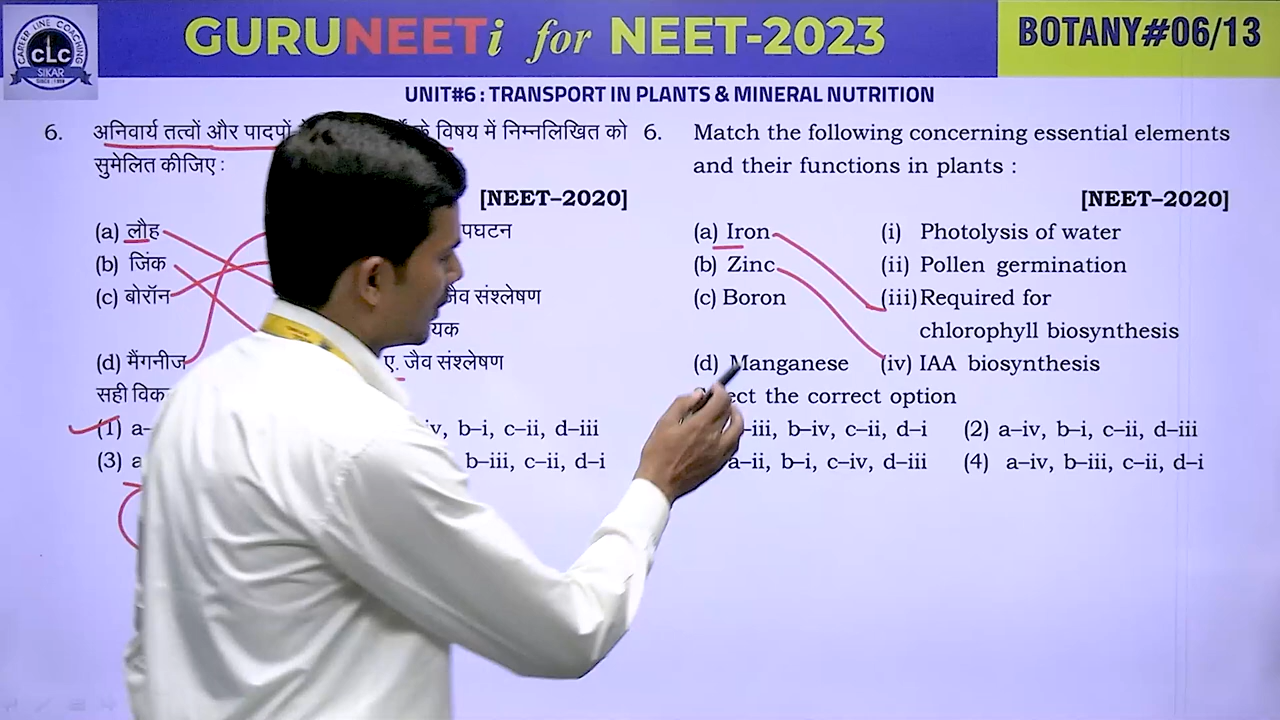 GURUNEETi for NEET-2023
BOTANY#06/13
CAREER LINE COACHING
CLC
SIKAR
UNIT#6 : TRANSPORT IN PLANTS & MINERAL NUTRITION
6. अनिवार्य तत्वों और पादपों के विषय में निम्नलिखित को
सुमेलित कीजिए :
[NEET–2020]
(a) लौह
(b) जिंक
(c) बोरॉन
जैव संश्लेषण
(d) मैंगनीज
ए. जैव संश्लेषण
(1) a–
iv, b–i, c–ii, d–iii
(3) a
b–iii, c–ii, d–i
6. Match the following concerning essential elements
and their functions in plants :
[NEET–2020]
(a) Iron (i) Photolysis of water
(b) Zinc (ii) Pollen germination
(c) Boron (iii) Required for
chlorophyll biosynthesis
(d) Manganese (iv) IAA biosynthesis
the correct option
–iii, b–iv, c–ii, d–i (2) a–iv, b–i, c–ii, d–iii
a–ii, b–i, c–iv, d–iii (4) a–iv, b–iii, c–ii, d–i